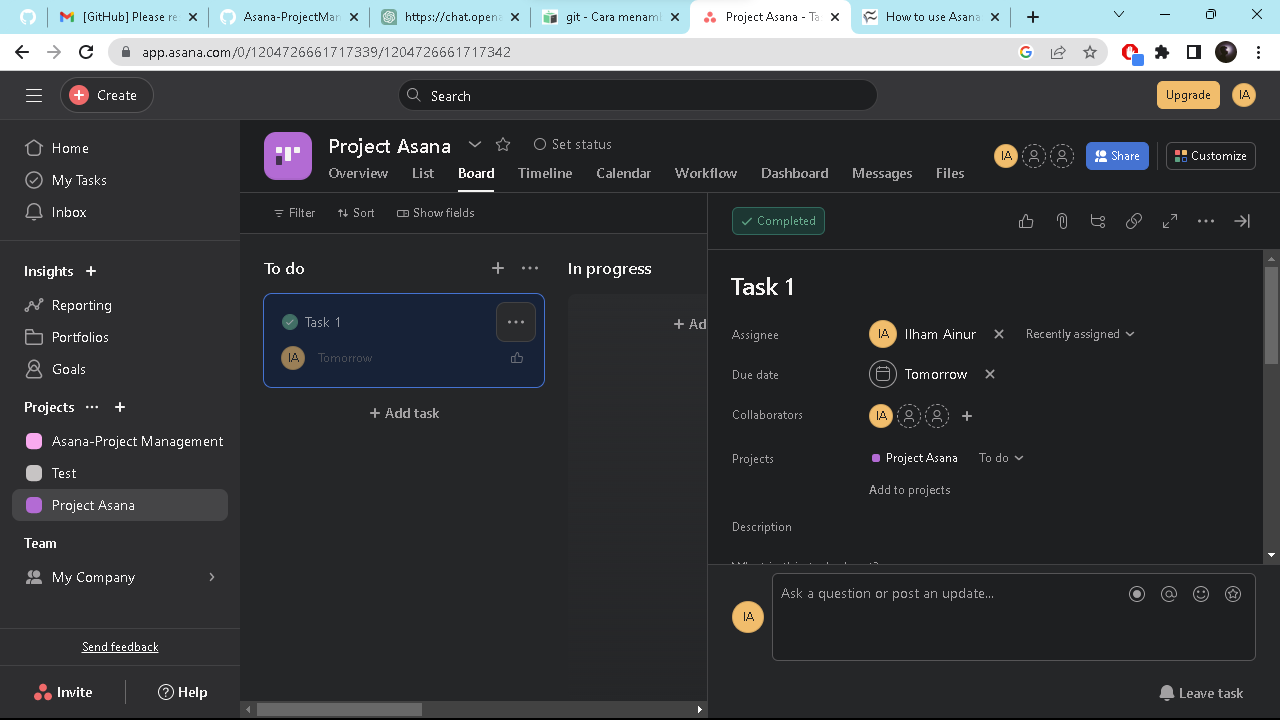 [GitHub] Please re
Asana-ProjectMan
https://chat.open
git - Cara menaml
Project Asana - Ta
How to use Asana
app.asana.com/0/1204726661717339/1204726661717342
Create
Search
Upgrade
IA
Home
My Tasks
Inbox
Insights
Reporting
Portfolios
Goals
Projects
Asana-Project Management
Test
Project Asana
Team
My Company
Send feedback
Invite
Help
Project Asana
Set status
Overview
List
Board
Timeline
Calendar
Workflow
Dashboard
Messages
Files
IA
Share
Customize
Filter
Sort
Show fields
To do
Task 1
IA
Tomorrow
Add task
In progress
Ad
Completed
Task 1
Assignee
IA
Ilham Ainur
Recently assigned
Due date
Tomorrow
Collaborators
IA
Projects
Project Asana
To do
Add to projects
Description
IA
Ask a question or post an update...
Leave task